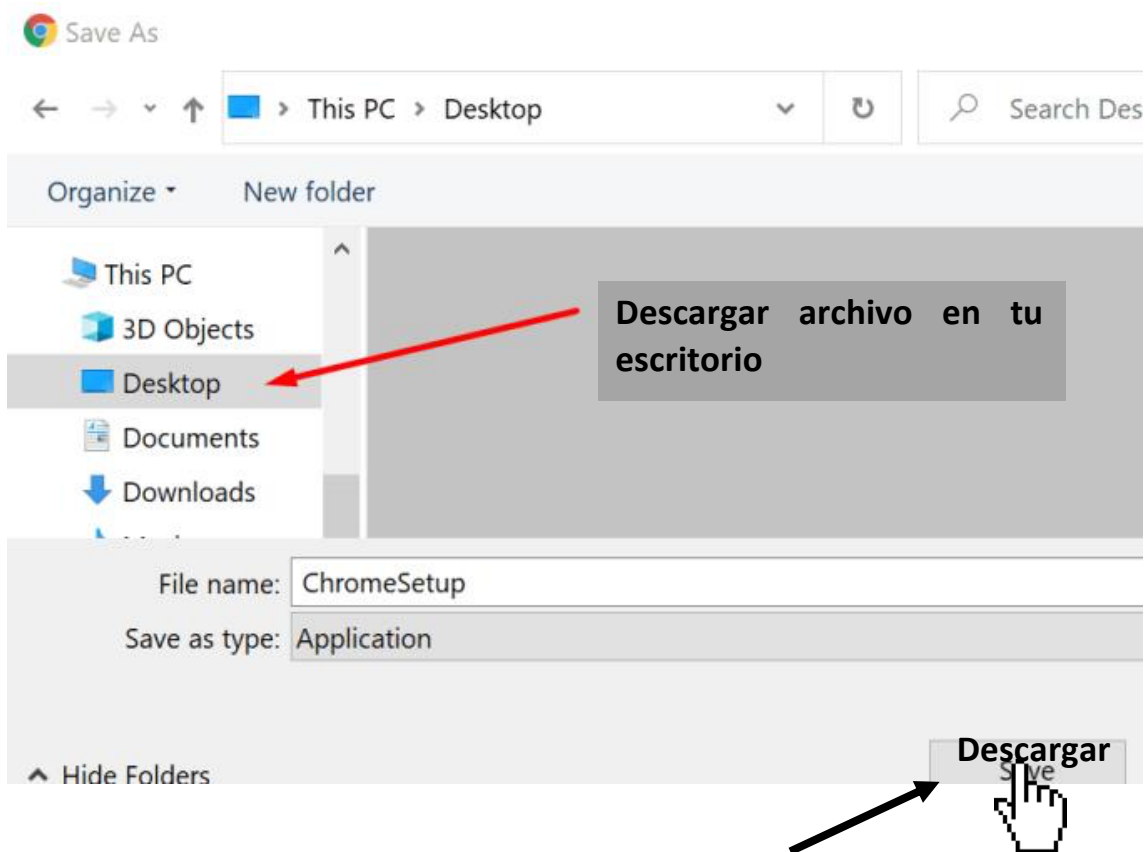 Save As
This PC > Desktop
Search Des
Organize
New folder
This PC
3D Objects
Desktop
Documents
Downloads
Descargar archivo en tu
escritorio
File name: ChromeSetup
Save as type: Application
Hide Folders
Descargar
Save